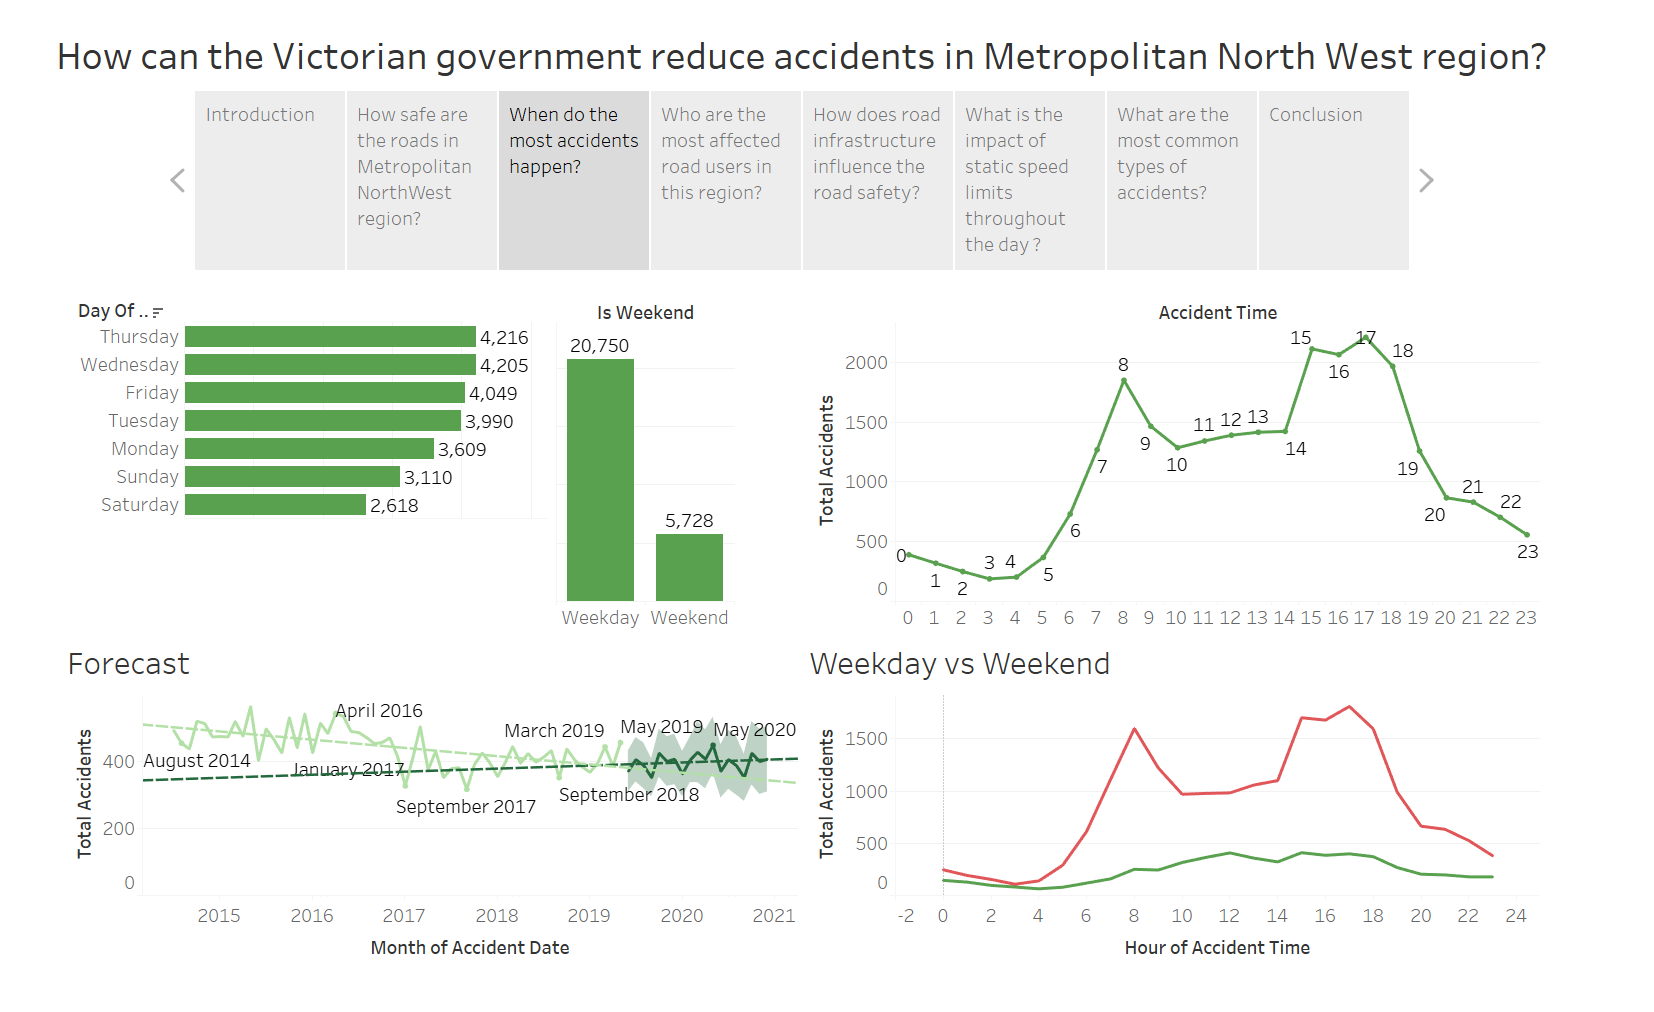 How can the Victorian government reduce accidents in Metropolitan North West region?
Introduction
How safe are
the roads in
Metropolitan
NorthWest
region?
When do the
most accidents
happen?
Who are the
most affected
road users in
this region?
How does road
infrastructure
influence the
road safety?
What is the
impact of
static speed
limits
throughout
the day ?
What are the
most common
types of
accidents?
Conclusion
Day Of ..
Thursday 4,216
Wednesday 4,205
Friday 4,049
Tuesday 3,990
Monday 3,609
Sunday 3,110
Saturday 2,618
Is Weekend
20,750
5,728
Weekday Weekend
Accident Time
Total Accidents
2000
1500
1000
500
0
0 1 2 3 4 5 6 7 8 9 10 11 12 13 14 15 16 17 18 19 20 21 22 23
0 1 2 3 4 5 6 7 8 9 10 11 12 13 14 15 16 17 18 19 20 21 22 23
Forecast
Total Accidents
400
200
0
April 2016
August 2014
January 2017
September 2017
March 2019
September 2018
May 2019
May 2020
2015 2016 2017 2018 2019 2020 2021
Month of Accident Date
Weekday vs Weekend
Total Accidents
1500
1000
500
0
-2 0 2 4 6 8 10 12 14 16 18 20 22 24
Hour of Accident Time